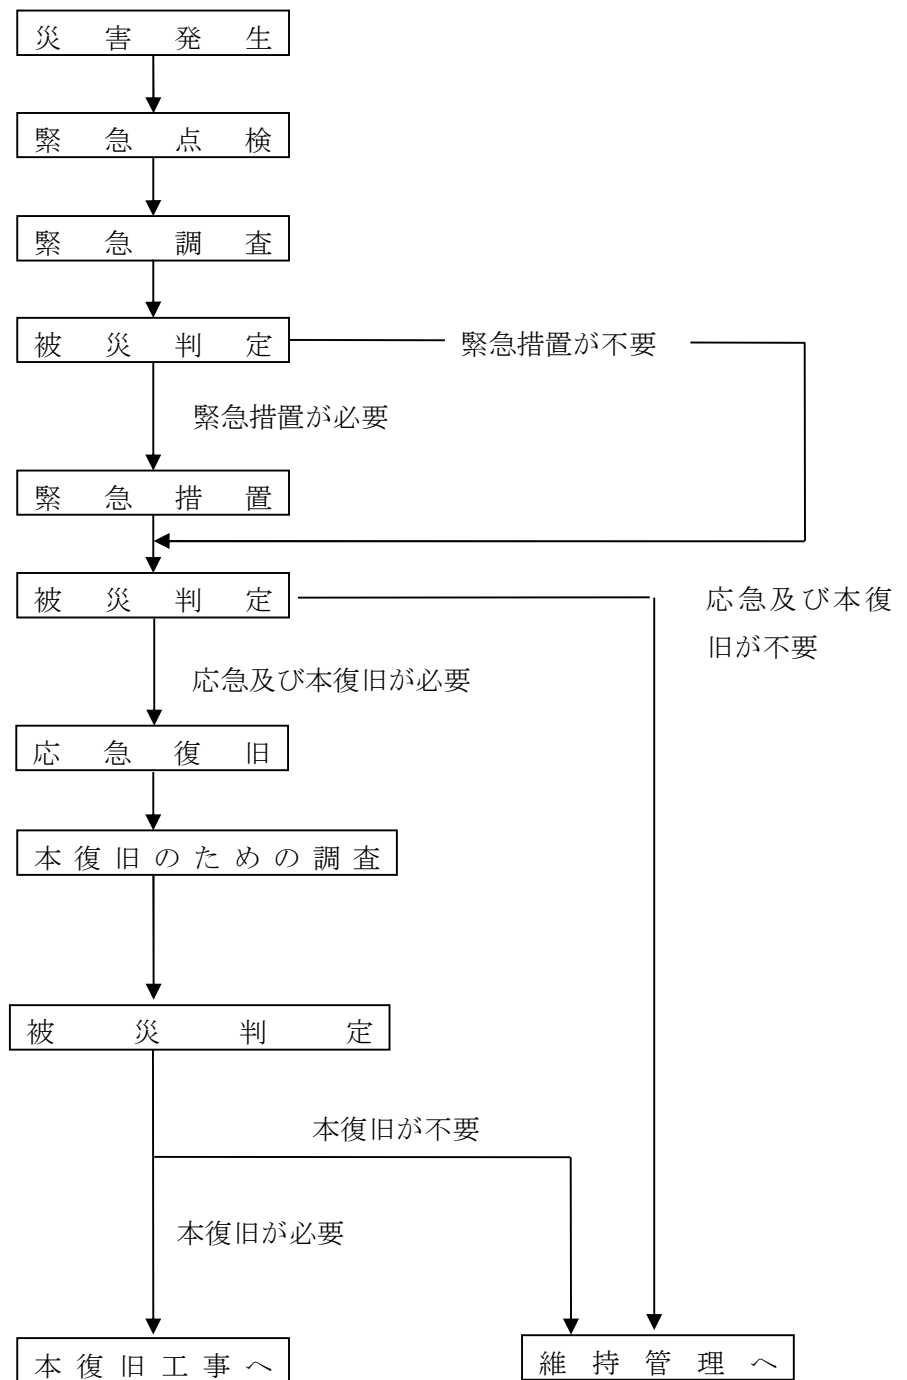 災害発生
緊急点検
緊急調査
被災判定
緊急措置が不要
緊急措置が必要
緊急措置
被災判定
応急及び本復
旧が不要
応急及び本復旧が必要
応急復旧
本復旧のための調査
被災判定
本復旧が不要
本復旧が必要
本復旧工事へ
維持管理へ